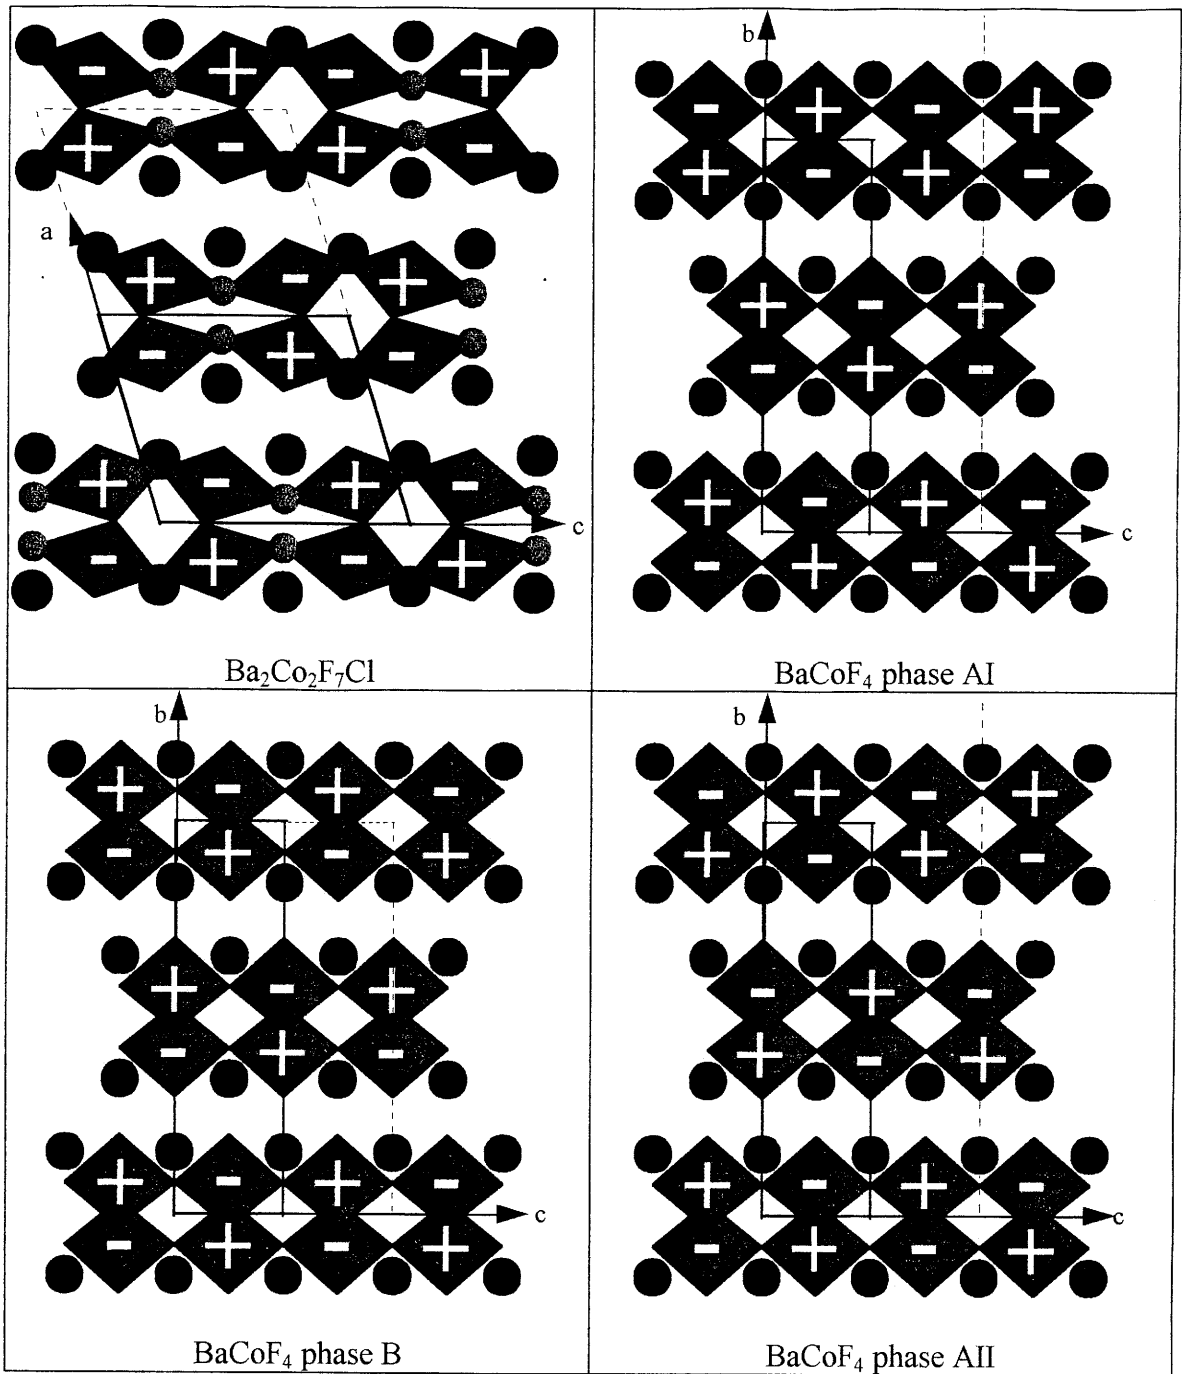 - + - +
+ - + -
a
+ - +
- + -
+ - + -
c
- + - +
Ba₂Co₂F₇Cl
b
- + - +
+ - + -
+ - +
- + -
+ - + -
c
- + - +
BaCoF₄ phase AI
b
+ - + -
- + - +
+ - +
- + -
+ - + -
c
- + - +
BaCoF₄ phase B
b
- + - +
+ - + -
- + -
+ - +
+ - + -
c
- + - +
BaCoF₄ phase AII